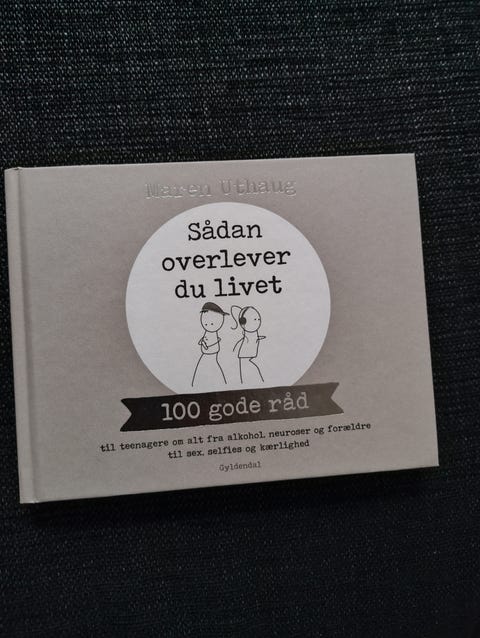 Maren Uthaug
Sådan
overlever
du livet
100 gode råd
til teenagere om alt fra alkohol, neuroser og forældre
til sex, selfies og kærlighed
Gyldendal